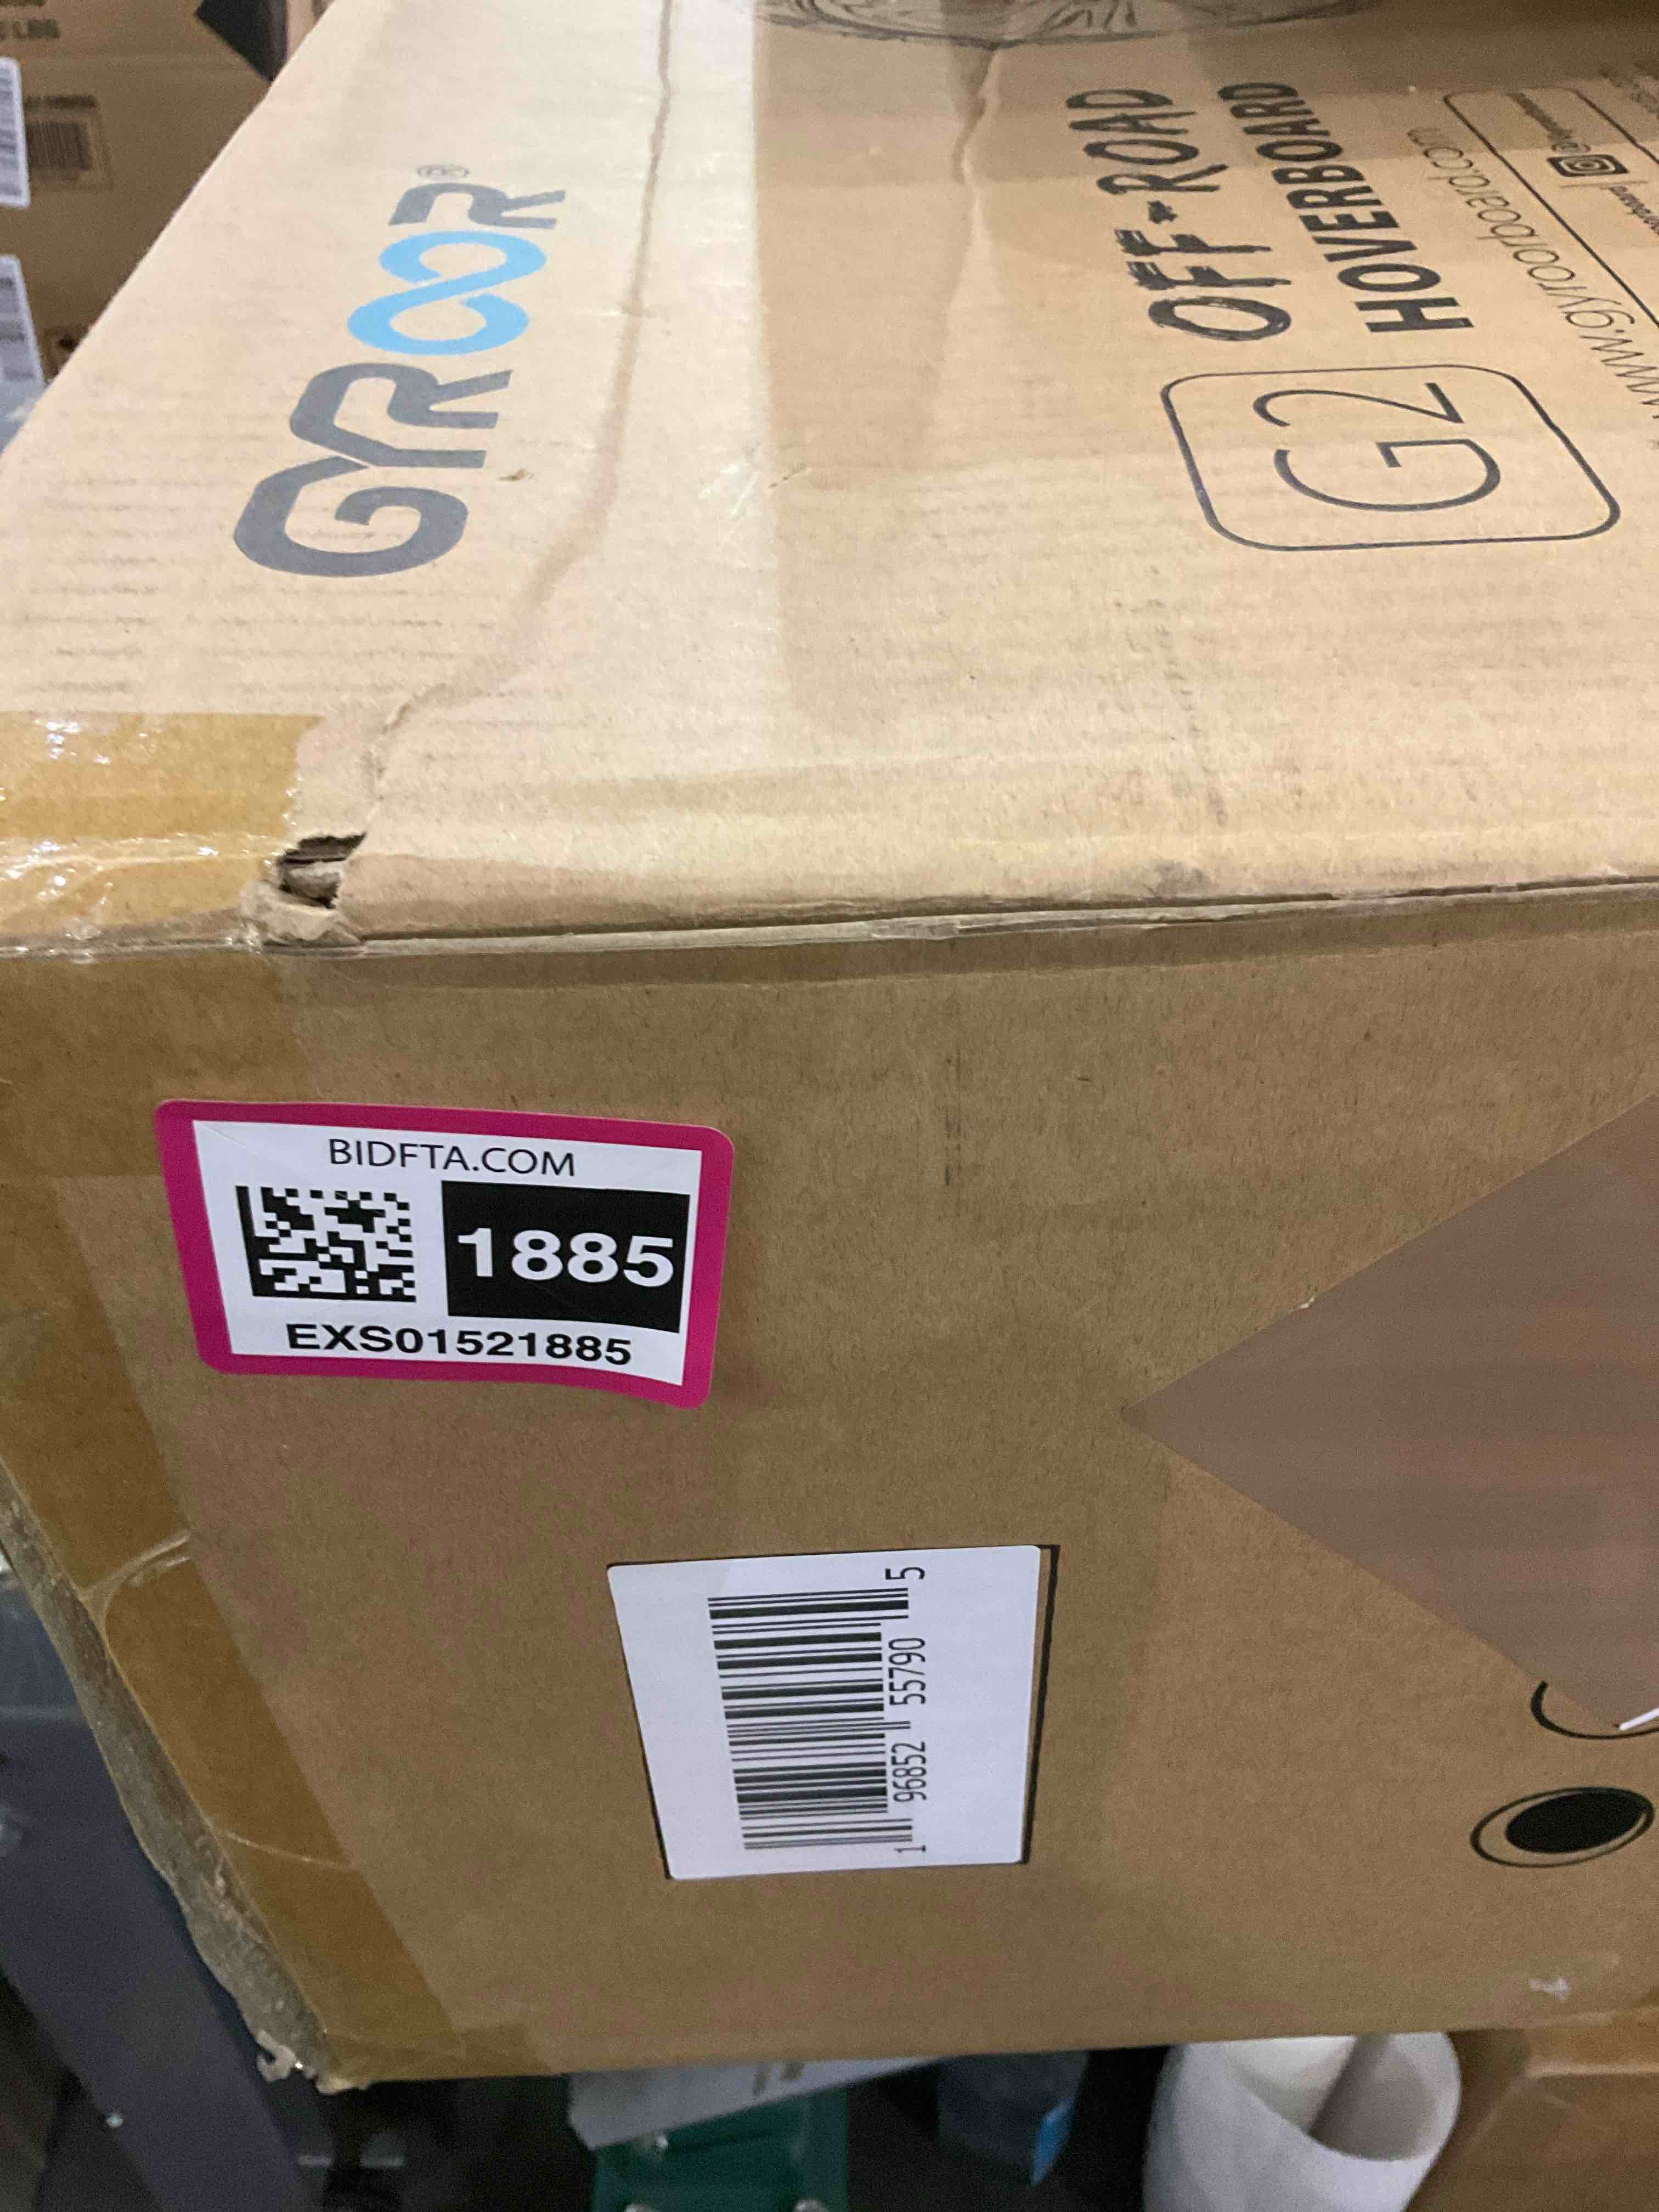 GYROOR®
OFF-ROAD
HOVERBOARD
G2
www.gyroorboard.com
BIDFTA.COM
1885
EXS01521885
1 96852 55790 5